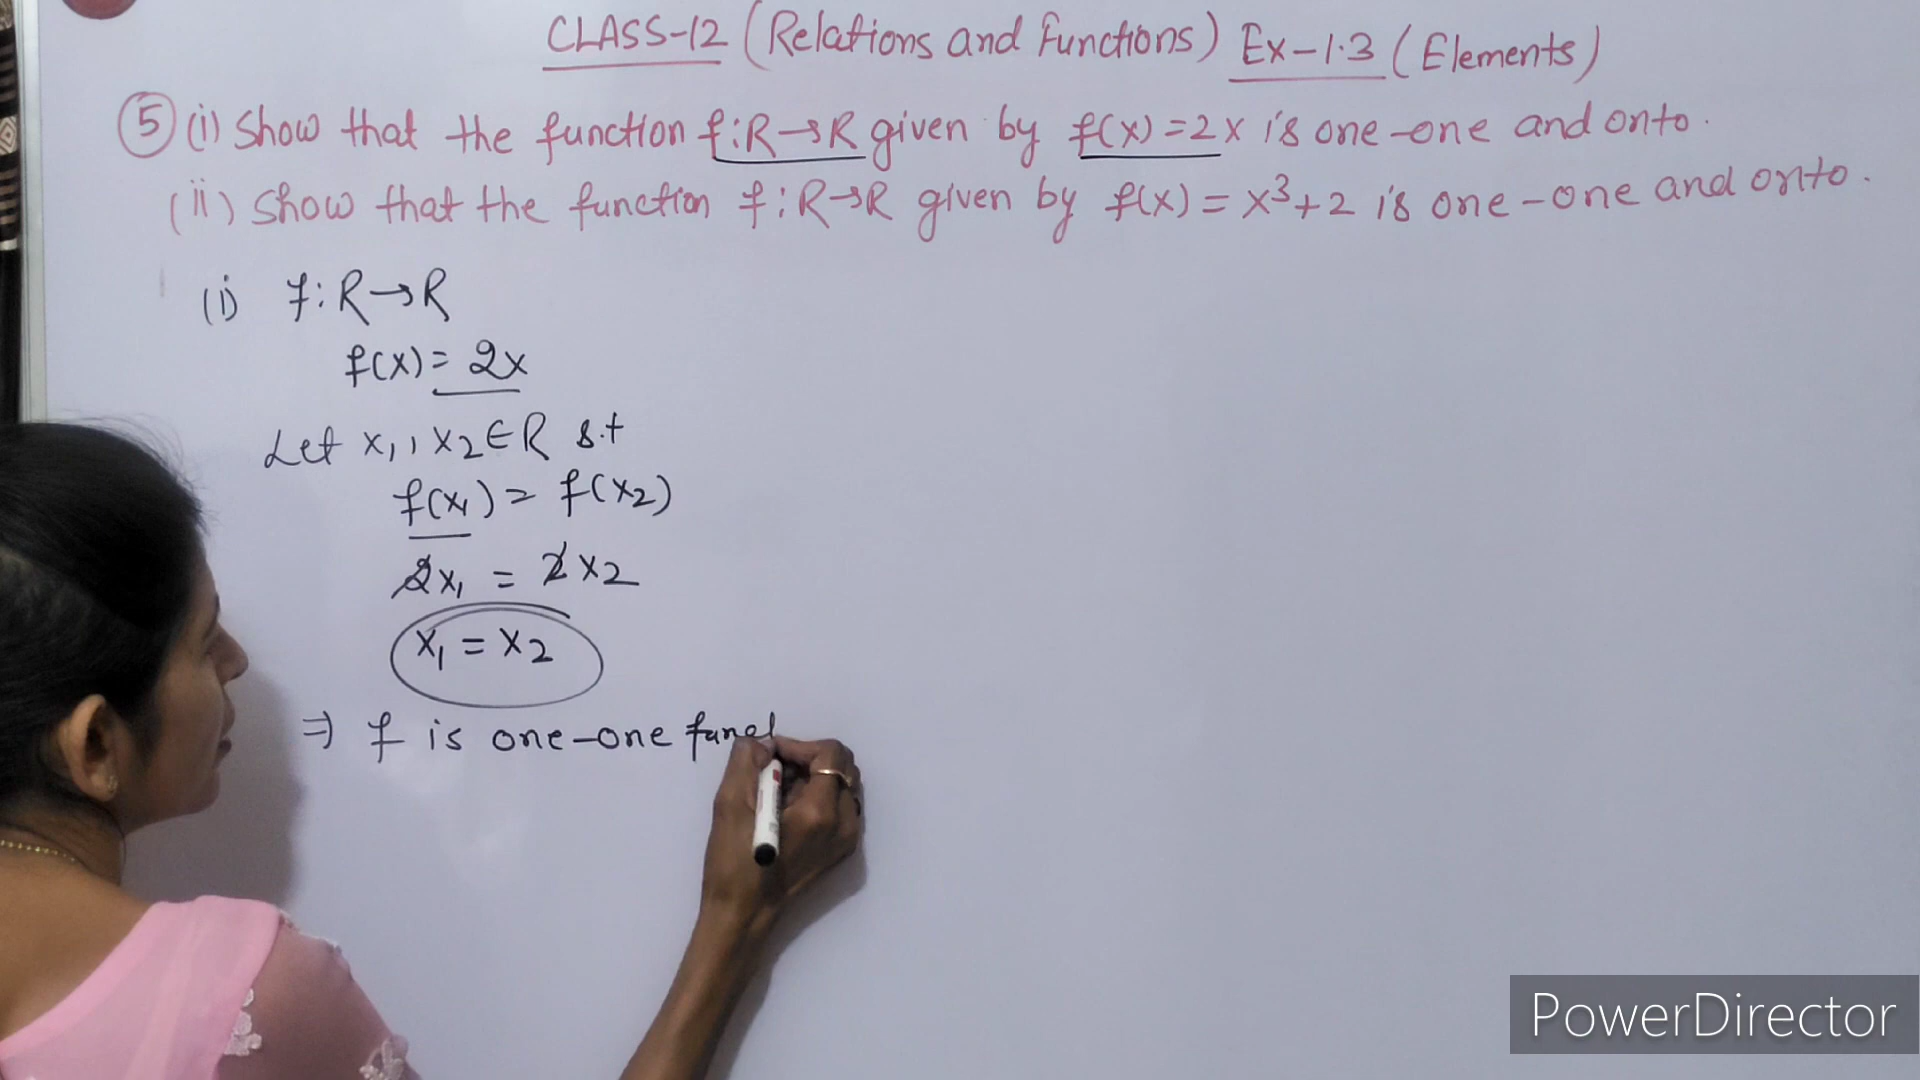 CLASS-12 (Relations and Functions) Ex-1.3 (Elements)
⑤ (i) Show that the function f:R→R given by f(x)=2x is one-one and onto.
(ii) Show that the function f:R→R given by f(x) = x³+2 is one-one and onto.
(i) f:R→R
f(x)= 2x
Let x₁, x₂∈R s.t
f(x₁) = f(x₂)
2x₁ = 2x₂
x₁ = x₂
⇒ f is one-one funct
PowerDirector